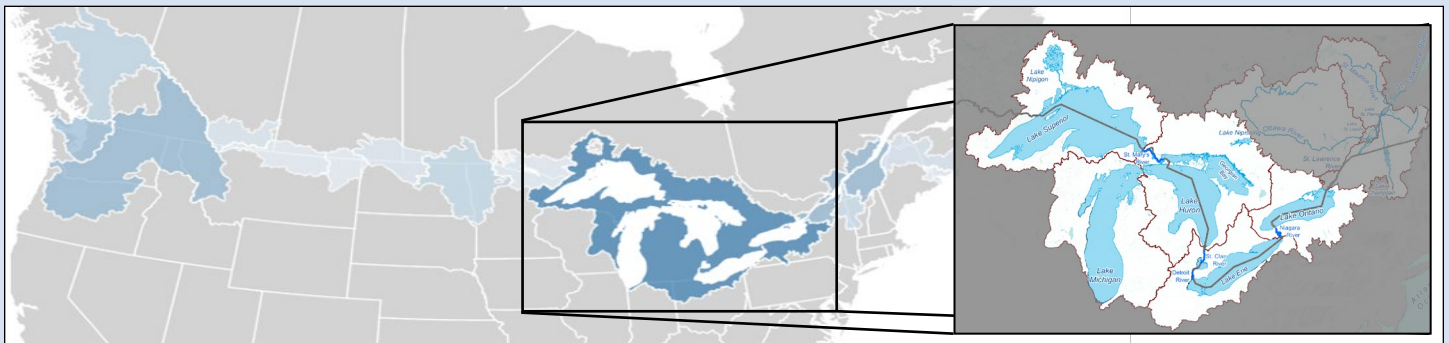 Lake
Nipigon
Lake Superior
St. Mary's
River
Lake Nipissing
Georgian
Bay
Ottawa River
St. Lawrence
River
Lake
Huron
Lake Ontario
Niagara
River
St. Clair
River
Detroit
River
Lake Erie
Lake
Michigan